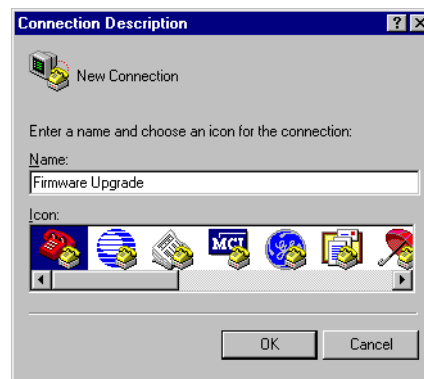 Connection Description
New Connection
Enter a name and choose an icon for the connection:
Name:
Firmware Upgrade
Icon:
MCI
OK
Cancel